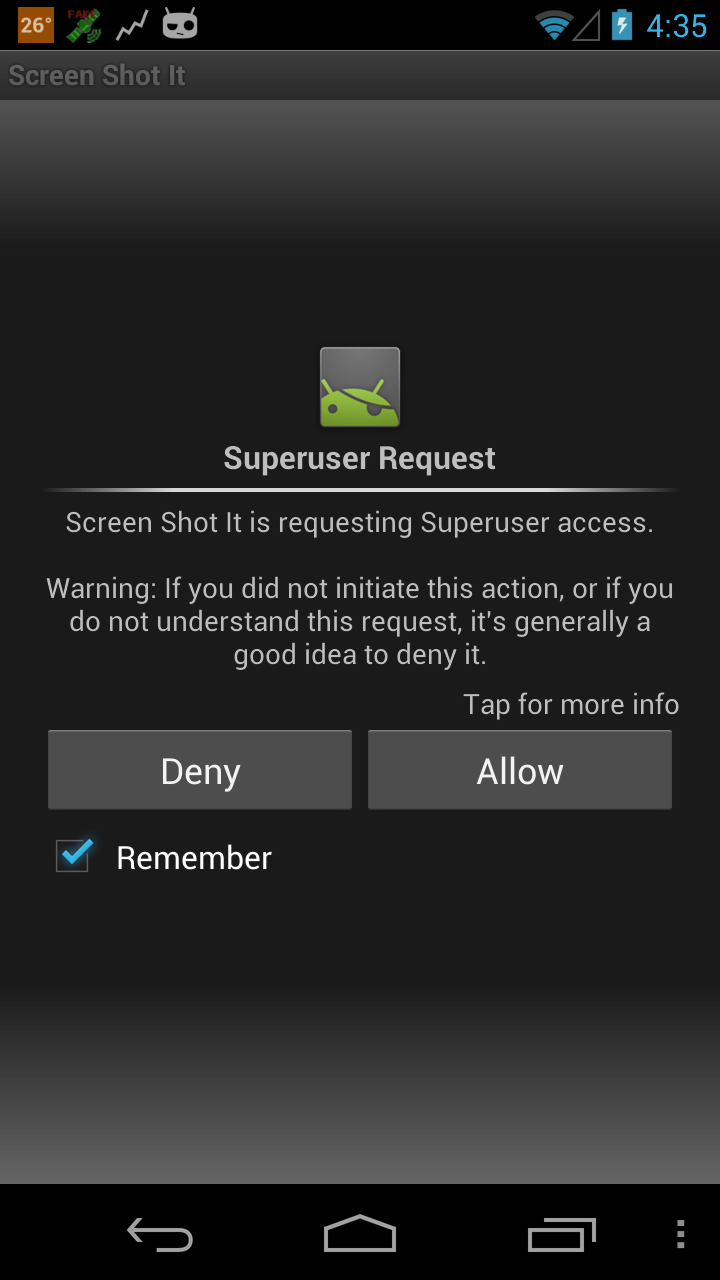 26°
FAKE
4:35
Screen Shot It
Superuser Request
Screen Shot It is requesting Superuser access.
Warning: If you did not initiate this action, or if you
do not understand this request, it's generally a
good idea to deny it.
Tap for more info
Deny
Allow
Remember